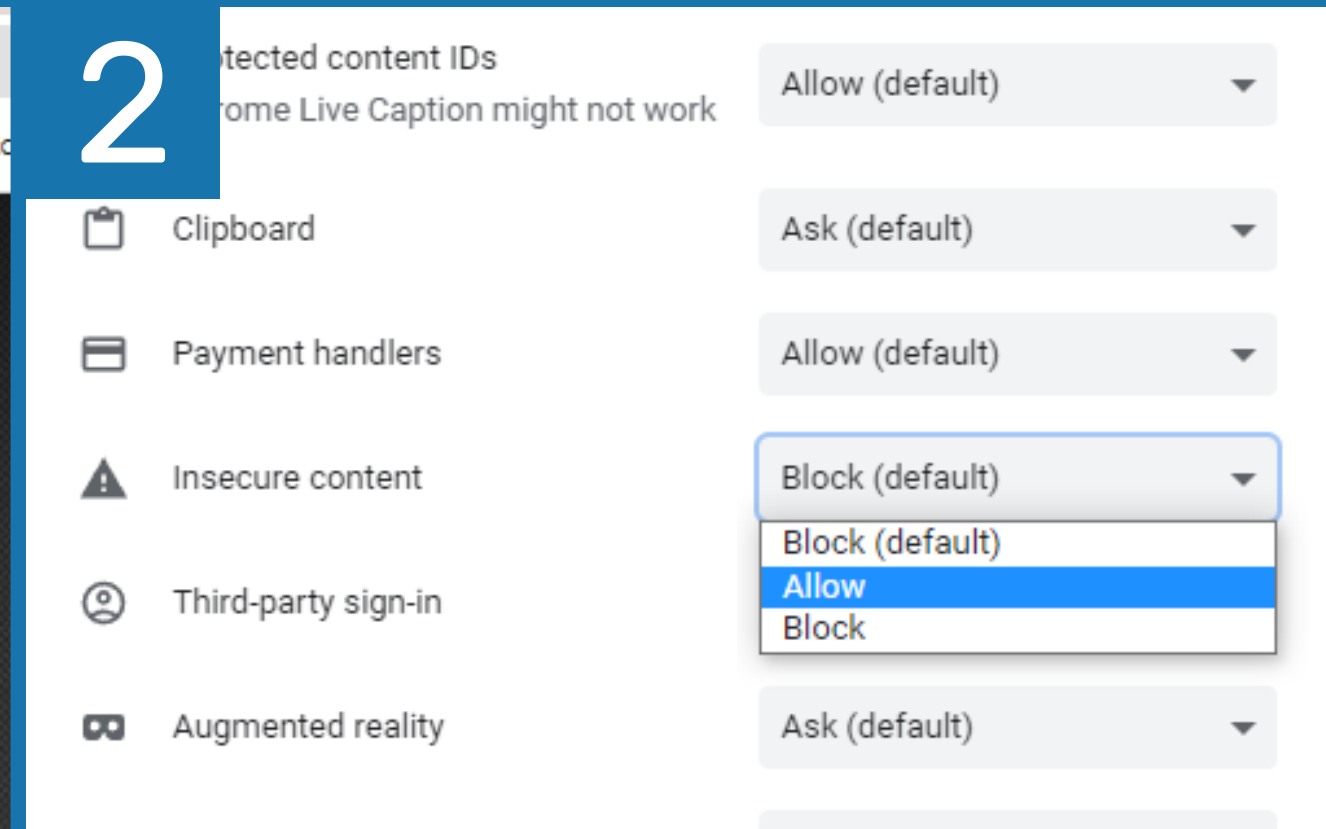 2
otected content IDs
Allow (default)
rome Live Caption might not work
Clipboard
Ask (default)
Payment handlers
Allow (default)
Insecure content
Block (default)
Block (default)
Allow
Block
Third-party sign-in
Augmented reality
Ask (default)